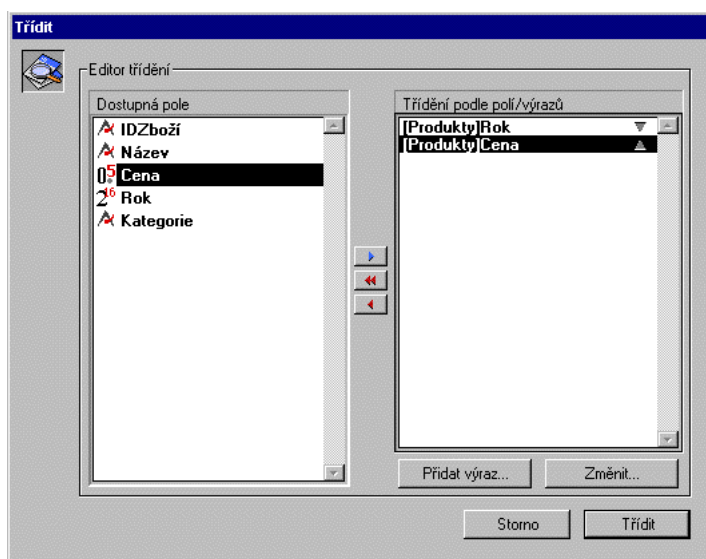 Třídit
Editor třídění
Dostupná pole
IDZboží
Název
Cena
Rok
Kategorie
Třídění podle polí/výrazů
[Produkty]Rok
[Produkty]Cena
Přidat výraz...
Změnit...
Storno
Třídit